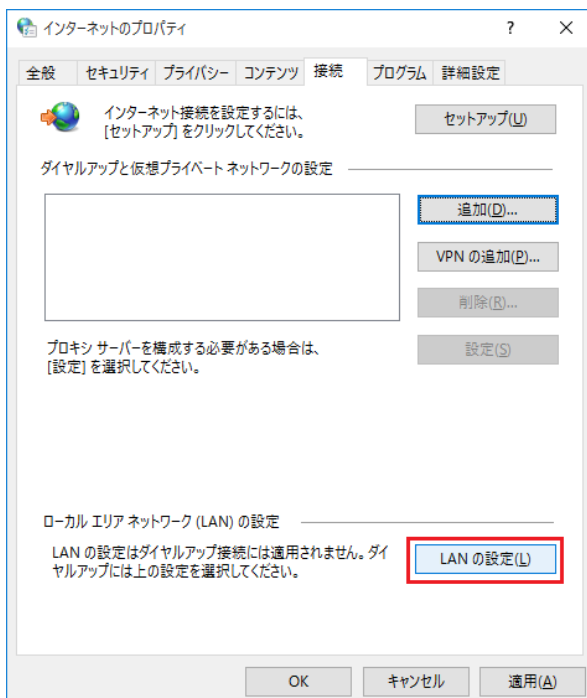 インターネットのプロパティ
?
×
全般 セキュリティ プライバシー コンテンツ 接続 プログラム 詳細設定
インターネット接続を設定するには、
[セットアップ] をクリックしてください。
セットアップ(U)
ダイヤルアップと仮想プライベート ネットワークの設定
追加(D)...
VPN の追加(P)...
削除(R)...
プロキシ サーバーを構成する必要がある場合は、
[設定] を選択してください。
設定(S)
ローカル エリア ネットワーク (LAN) の設定
LAN の設定はダイヤルアップ接続には適用されません。ダイ
ヤルアップには上の設定を選択してください。
LAN の設定(L)
OK キャンセル 適用(A)